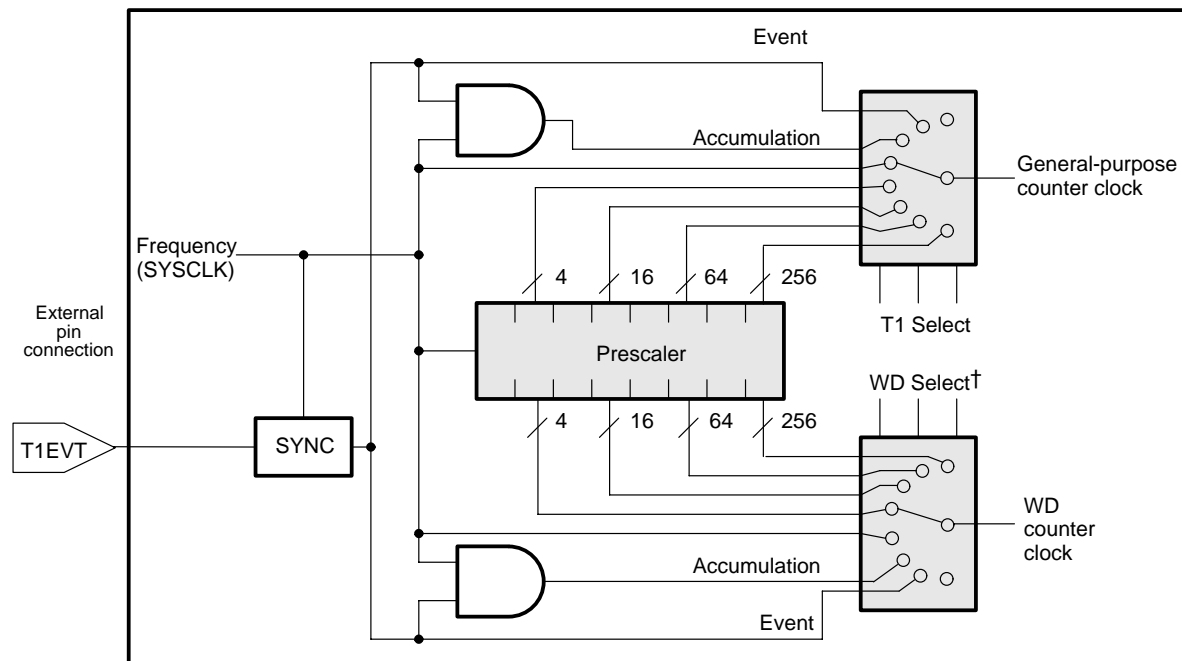 Event
Accumulation
General-purpose
counter clock
Frequency
(SYSCLK)
4
16
64
256
T1 Select
External
pin
connection
Prescaler
WD Select†
4
16
64
256
T1EVT
SYNC
WD
counter
clock
Accumulation
Event